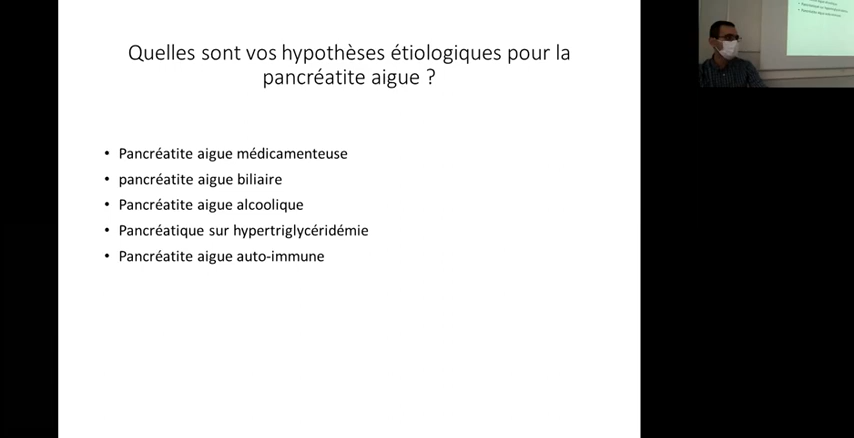 Quelles sont vos hypothèses étiologiques pour la
pancréatite aigue ?
• Pancréatite aigue médicamenteuse
• pancréatite aigue biliaire
• Pancréatite aigue alcoolique
• Pancréatique sur hypertriglycéridémie
• Pancréatite aigue auto-immune